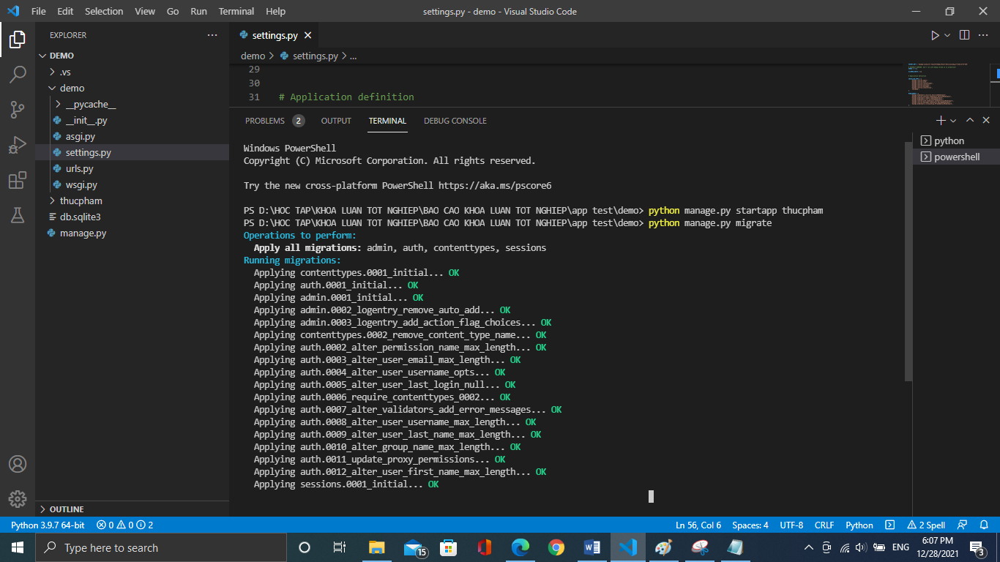 File Edit Selection View Go Run Terminal Help
settings.py - demo - Visual Studio Code
EXPLORER
DEMO
.vs
demo
__pycache__
__init__.py
asgi.py
settings.py
urls.py
wsgi.py
thucpham
db.sqlite3
manage.py
OUTLINE
settings.py
demo > settings.py > ...
29
30
31 # Application definition
PROBLEMS 2 OUTPUT TERMINAL DEBUG CONSOLE
python
powershell
Windows PowerShell
Copyright (C) Microsoft Corporation. All rights reserved.
Try the new cross-platform PowerShell https://aka.ms/pscore6
PS D:\HOC TAP\KHOA LUAN TOT NGHIEP\BAO CAO KHOA LUAN TOT NGHIEP\app test\demo> python manage.py startapp thucpham
PS D:\HOC TAP\KHOA LUAN TOT NGHIEP\BAO CAO KHOA LUAN TOT NGHIEP\app test\demo> python manage.py migrate
Operations to perform:
Apply all migrations: admin, auth, contenttypes, sessions
Running migrations:
Applying contenttypes.0001_initial... OK
Applying auth.0001_initial... OK
Applying admin.0001_initial... OK
Applying admin.0002_logentry_remove_auto_add... OK
Applying admin.0003_logentry_add_action_flag_choices... OK
Applying contenttypes.0002_remove_content_type_name... OK
Applying auth.0002_alter_permission_name_max_length... OK
Applying auth.0003_alter_user_email_max_length... OK
Applying auth.0004_alter_user_username_opts... OK
Applying auth.0005_alter_user_last_login_null... OK
Applying auth.0006_require_contenttypes_0002... OK
Applying auth.0007_alter_validators_add_error_messages... OK
Applying auth.0008_alter_user_username_max_length... OK
Applying auth.0009_alter_user_last_name_max_length... OK
Applying auth.0010_alter_group_name_max_length... OK
Applying auth.0011_update_proxy_permissions... OK
Applying auth.0012_alter_user_first_name_max_length... OK
Applying sessions.0001_initial... OK
Python 3.9.7 64-bit 0 0 2 Ln 56, Col 6 Spaces: 4 UTF-8 CRLF Python 2 Spell
Type here to search
15
ENG
6:07 PM
12/28/2021
3